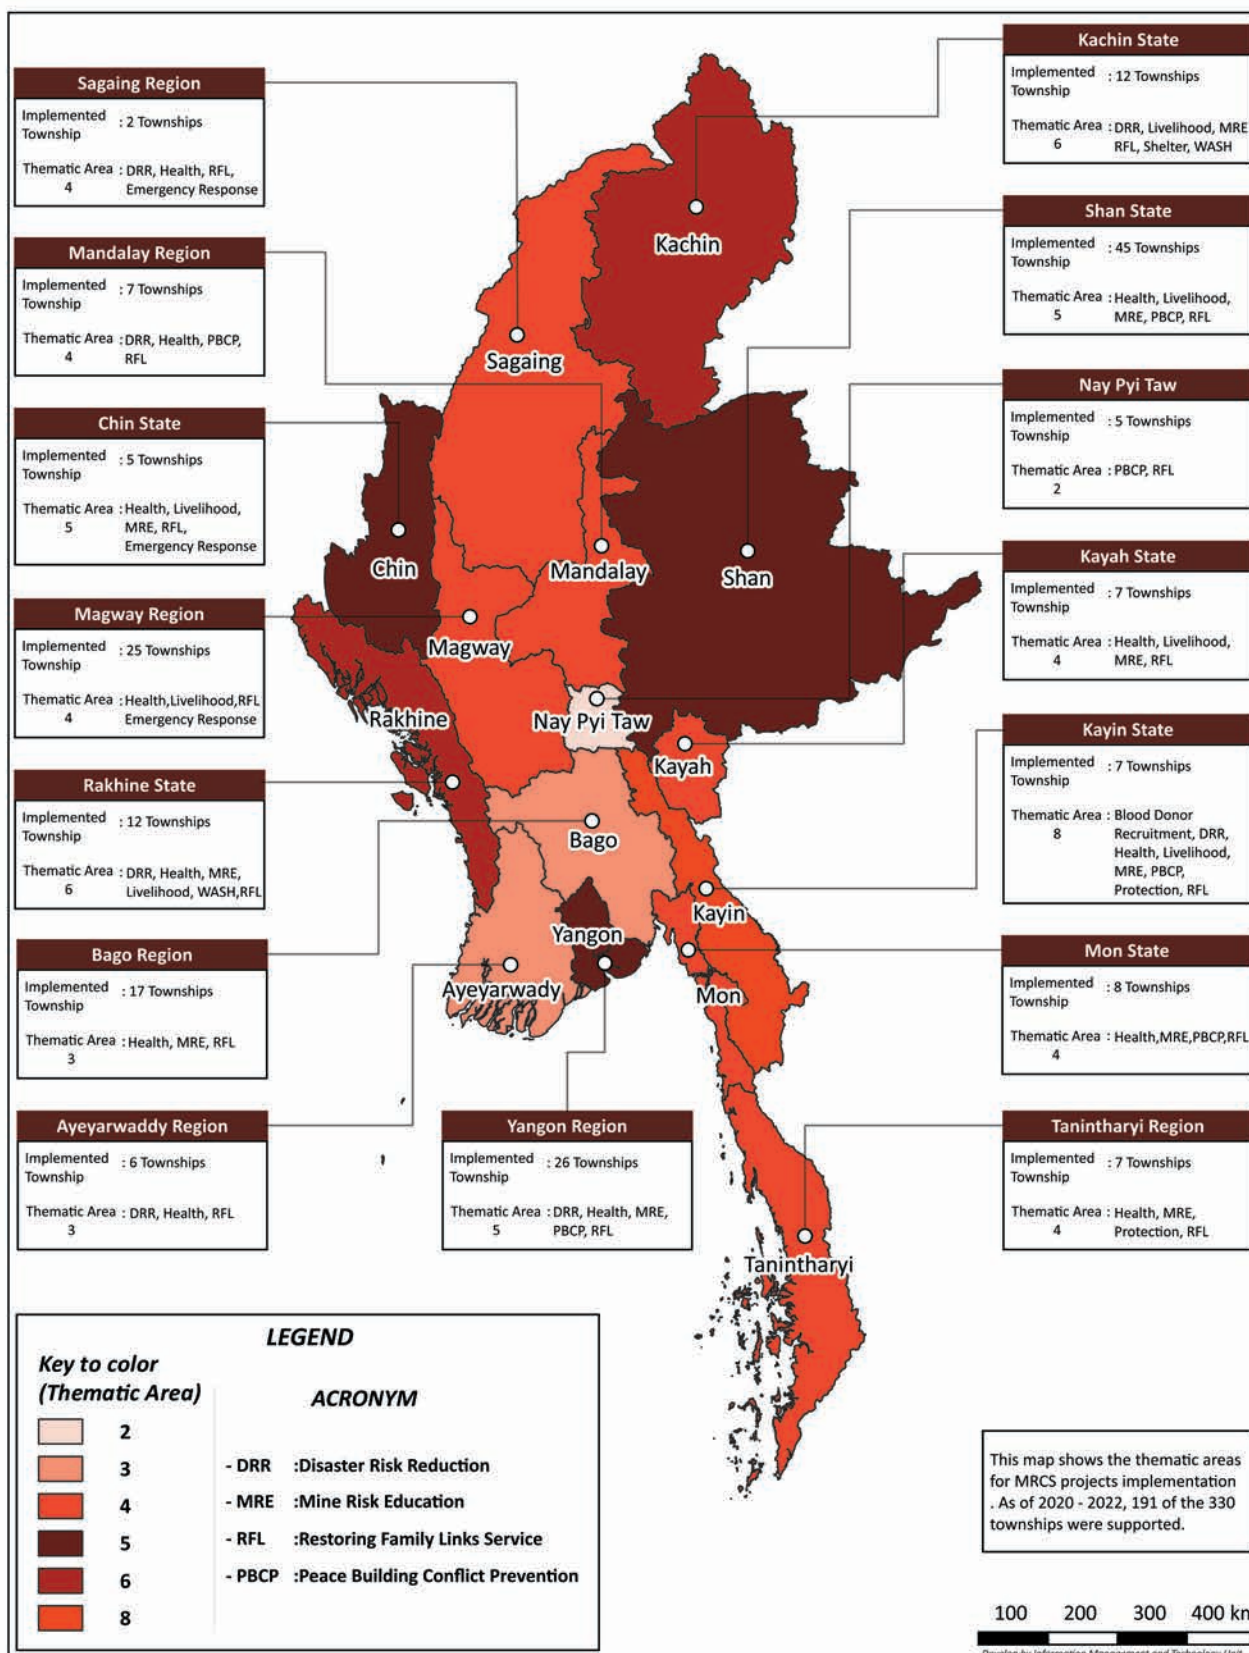 Sagaing Region
Implemented Township : 2 Townships
Thematic Area 4 : DRR, Health, RFL,
Emergency Response
Mandalay Region
Implemented Township : 7 Townships
Thematic Area 4 : DRR, Health, PBCP,
RFL
Chin State
Implemented Township : 5 Townships
Thematic Area 5 : Health, Livelihood,
MRE, RFL,
Emergency Response
Magway Region
Implemented Township : 25 Townships
Thematic Area 4 : Health,Livelihood,RFL
Emergency Response
Rakhine State
Implemented Township : 12 Townships
Thematic Area 6 : DRR, Health, MRE,
Livelihood, WASH,RFL
Bago Region
Implemented Township : 17 Townships
Thematic Area 3 : Health, MRE, RFL
Ayeyarwaddy Region
Implemented Township : 6 Townships
Thematic Area 3 : DRR, Health, RFL
Yangon Region
Implemented Township : 26 Townships
Thematic Area 5 : DRR, Health, MRE,
PBCP, RFL
Kachin State
Implemented Township : 12 Townships
Thematic Area 6 : DRR, Livelihood, MRE
RFL, Shelter, WASH
Shan State
Implemented Township : 45 Townships
Thematic Area 5 : Health, Livelihood,
MRE, PBCP, RFL
Nay Pyi Taw
Implemented Township : 5 Townships
Thematic Area 2 : PBCP, RFL
Kayah State
Implemented Township : 7 Townships
Thematic Area 4 : Health, Livelihood,
MRE, RFL
Kayin State
Implemented Township : 7 Townships
Thematic Area 8 : Blood Donor
Recruitment, DRR,
Health, Livelihood,
MRE, PBCP,
Protection, RFL
Mon State
Implemented Township : 8 Townships
Thematic Area 4 : Health,MRE,PBCP,RFL
Tanintharyi Region
Implemented Township : 7 Townships
Thematic Area 4 : Health, MRE,
Protection, RFL
Kachin
Sagaing
Mandalay
Shan
Chin
Magway
Rakhine
Nay Pyi Taw
Kayah
Bago
Kayin
Yangon
Ayeyarwady
Mon
Tanintharyi
LEGEND
Key to color
(Thematic Area)
2
3
4
5
6
8
ACRONYM
- DRR :Disaster Risk Reduction
- MRE :Mine Risk Education
- RFL :Restoring Family Links Service
- PBCP :Peace Building Conflict Prevention
This map shows the thematic areas
for MRCS projects implementation
. As of 2020 - 2022, 191 of the 330
townships were supported.
100 200 300 400 km
Develop by Information Management and Technology Unit